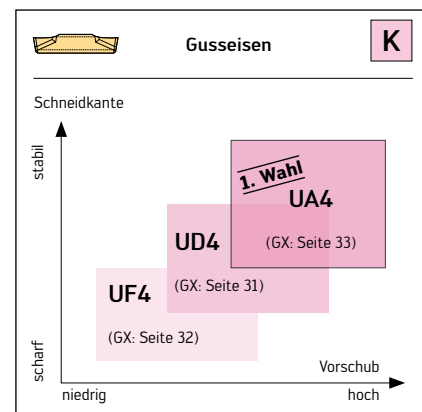 Gusseisen
K
Schneidkante
stabil
1. Wahl
UA4
(GX: Seite 33)
UD4
(GX: Seite 31)
UF4
(GX: Seite 32)
scharf
Vorschub
niedrig
hoch